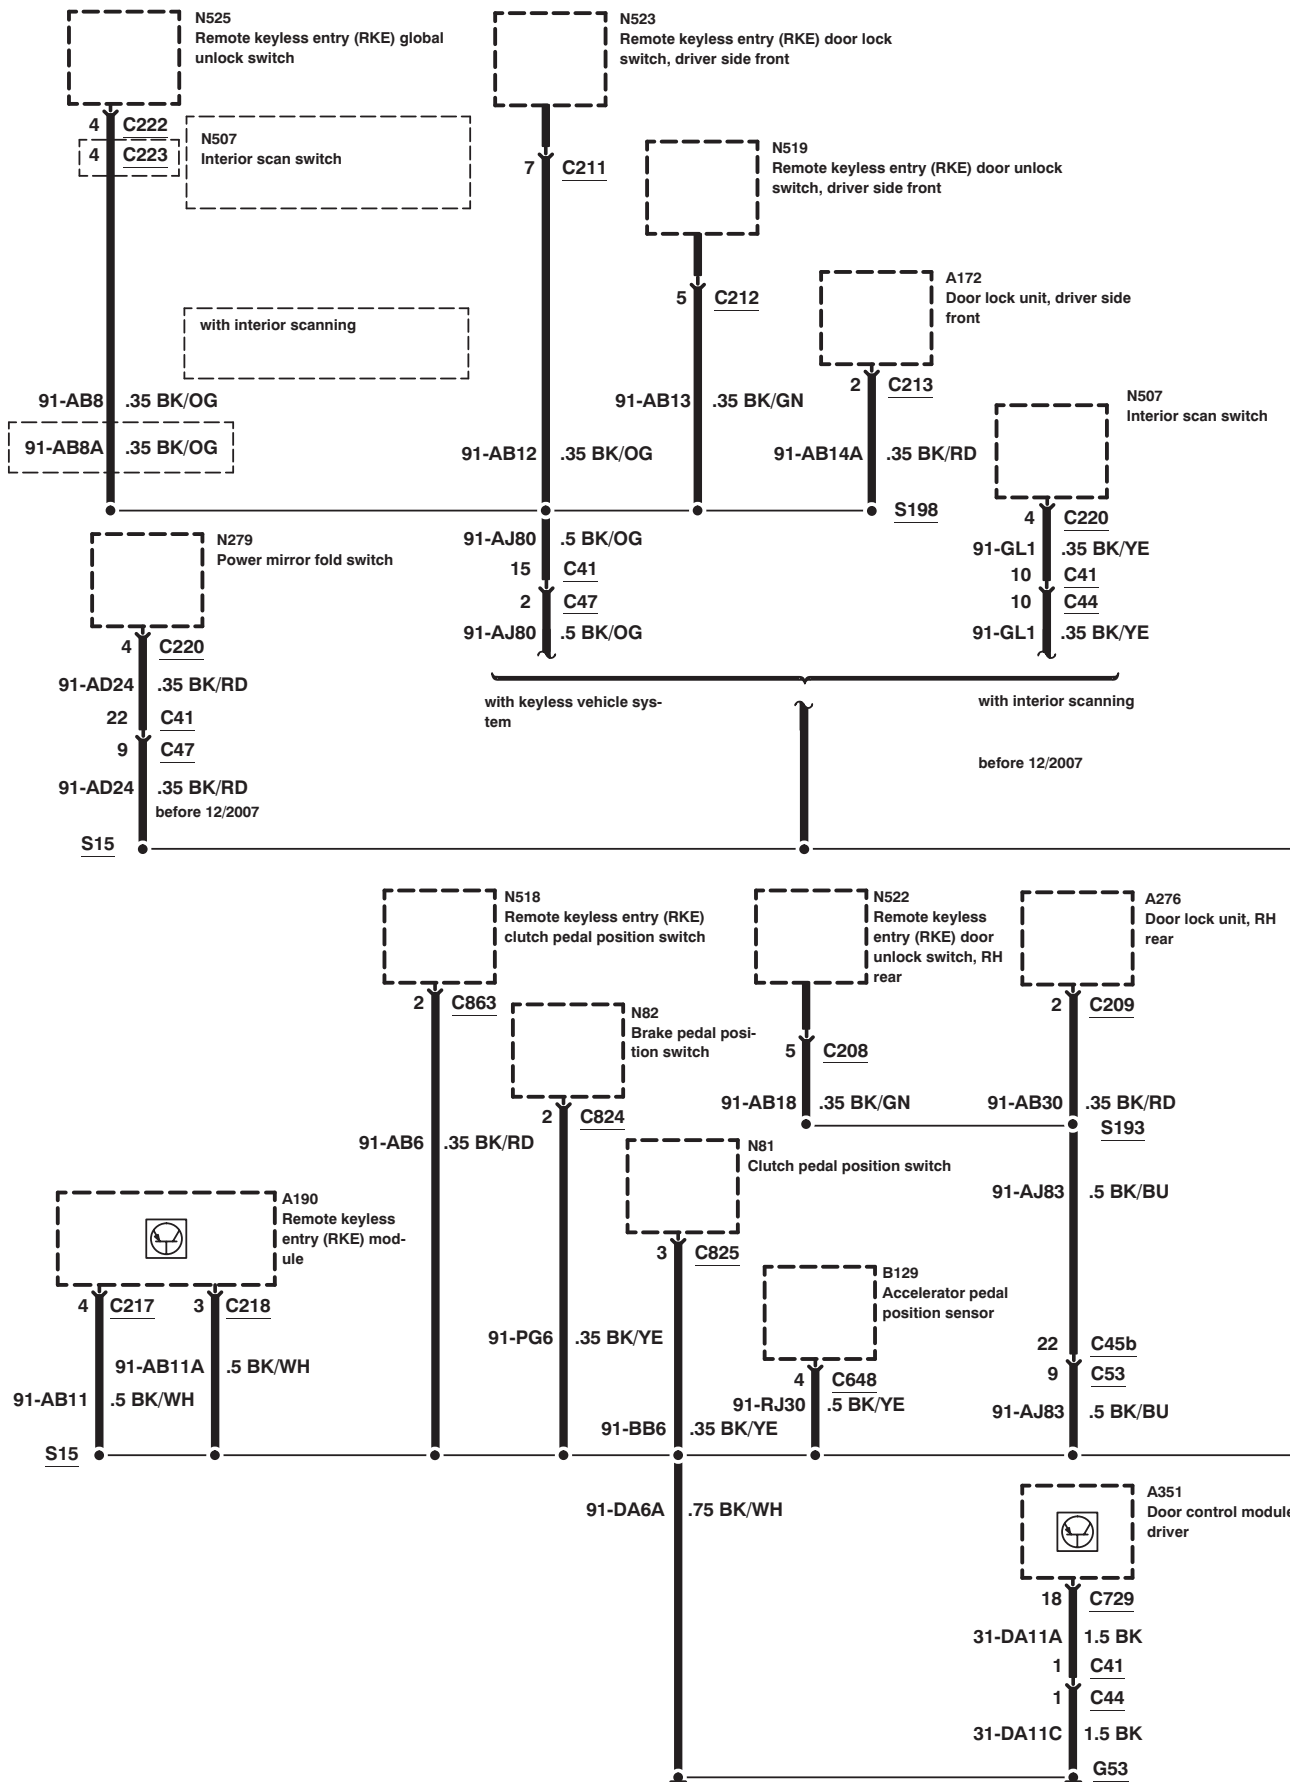 N525
Remote keyless entry (RKE) global
unlock switch
4 C222
4 C223
N507
Interior scan switch
with interior scanning
91-AB8 .35 BK/OG
91-AB8A .35 BK/OG
N523
Remote keyless entry (RKE) door lock
switch, driver side front
7 C211
91-AB12 .35 BK/OG
N519
Remote keyless entry (RKE) door unlock
switch, driver side front
5 C212
91-AB13 .35 BK/GN
A172
Door lock unit, driver side
front
2 C213
91-AB14A .35 BK/RD
S198
N507
Interior scan switch
4 C220
91-GL1 .35 BK/YE
10 C41
10 C44
91-GL1 .35 BK/YE
91-AJ80 .5 BK/OG
15 C41
2 C47
91-AJ80 .5 BK/OG
N279
Power mirror fold switch
4 C220
91-AD24 .35 BK/RD
22 C41
9 C47
91-AD24 .35 BK/RD
before 12/2007
with keyless vehicle sys-
tem
with interior scanning
before 12/2007
S15
N518
Remote keyless entry (RKE)
clutch pedal position switch
2 C863
91-AB6 .35 BK/RD
N82
Brake pedal posi-
tion switch
2 C824
91-PG6 .35 BK/YE
N522
Remote keyless
entry (RKE) door
unlock switch, RH
rear
5 C208
91-AB18 .35 BK/GN
A276
Door lock unit, RH
rear
2 C209
91-AB30 .35 BK/RD
S193
91-AJ83 .5 BK/BU
22 C45b
9 C53
91-AJ83 .5 BK/BU
N81
Clutch pedal position switch
3 C825
91-BB6 .35 BK/YE
B129
Accelerator pedal
position sensor
4 C648
91-RJ30 .5 BK/YE
A190
Remote keyless
entry (RKE) mod-
ule
4 C217
3 C218
91-AB11A .5 BK/WH
91-AB11 .5 BK/WH
S15
91-DA6A .75 BK/WH
A351
Door control module
driver
18 C729
31-DA11A 1.5 BK
1 C41
1 C44
31-DA11C 1.5 BK
G53